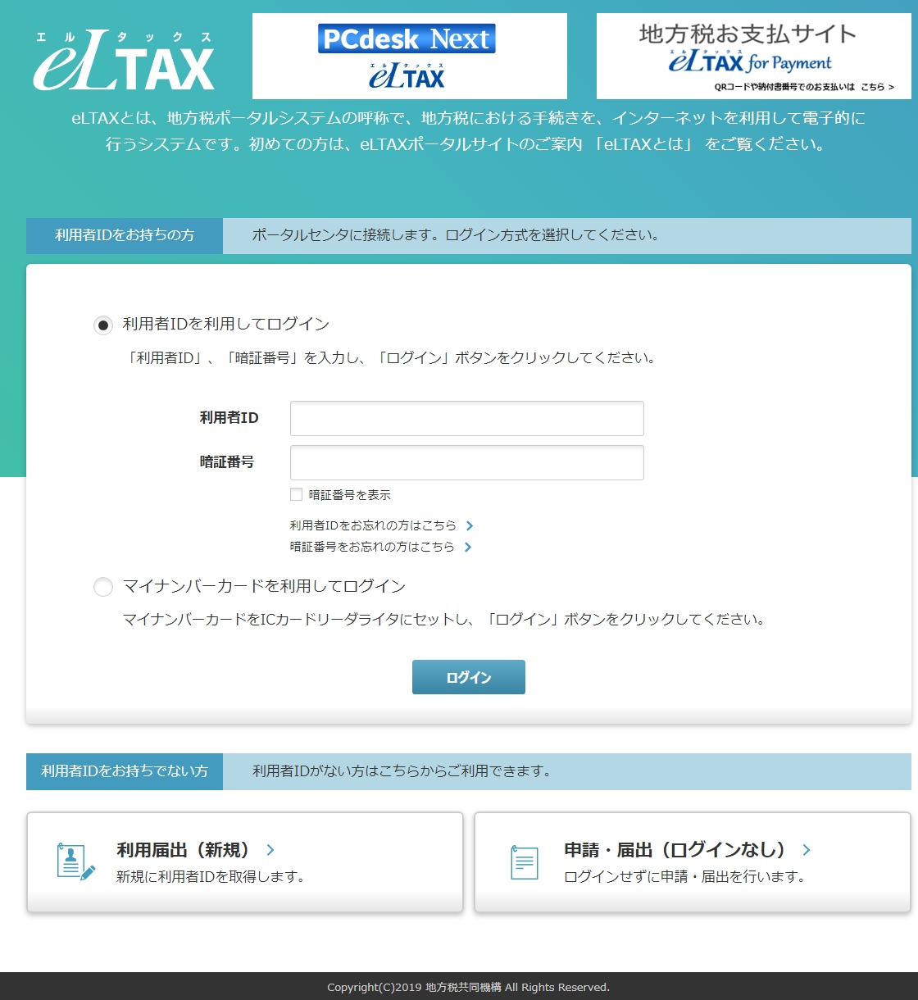 エルタックス
eLTAX
PCdesk Next
エルタックス
eLTAX
地方税お支払サイト
エルタックス
eLTAX for Payment
QRコードや納付書番号でのお支払いは こちら >
eLTAXとは、地方税ポータルシステムの呼称で、地方税における手続きを、インターネットを利用して電子的に
行うシステムです。初めての方は、eLTAXポータルサイトのご案内 「eLTAXとは」 をご覧ください。
利用者IDをお持ちの方
ポータルセンタに接続します。ログイン方式を選択してください。
利用者IDを利用してログイン
「利用者ID」、「暗証番号」を入力し、「ログイン」ボタンをクリックしてください。
利用者ID
暗証番号
暗証番号を表示
利用者IDをお忘れの方はこちら
暗証番号をお忘れの方はこちら
マイナンバーカードを利用してログイン
マイナンバーカードをICカードリーダライタにセットし、「ログイン」ボタンをクリックしてください。
ログイン
利用者IDをお持ちでない方
利用者IDがない方はこちらからご利用できます。
利用届出（新規）
新規に利用者IDを取得します。
申請・届出（ログインなし）
ログインせずに申請・届出を行います。
Copyright(C)2019 地方税共同機構 All Rights Reserved.